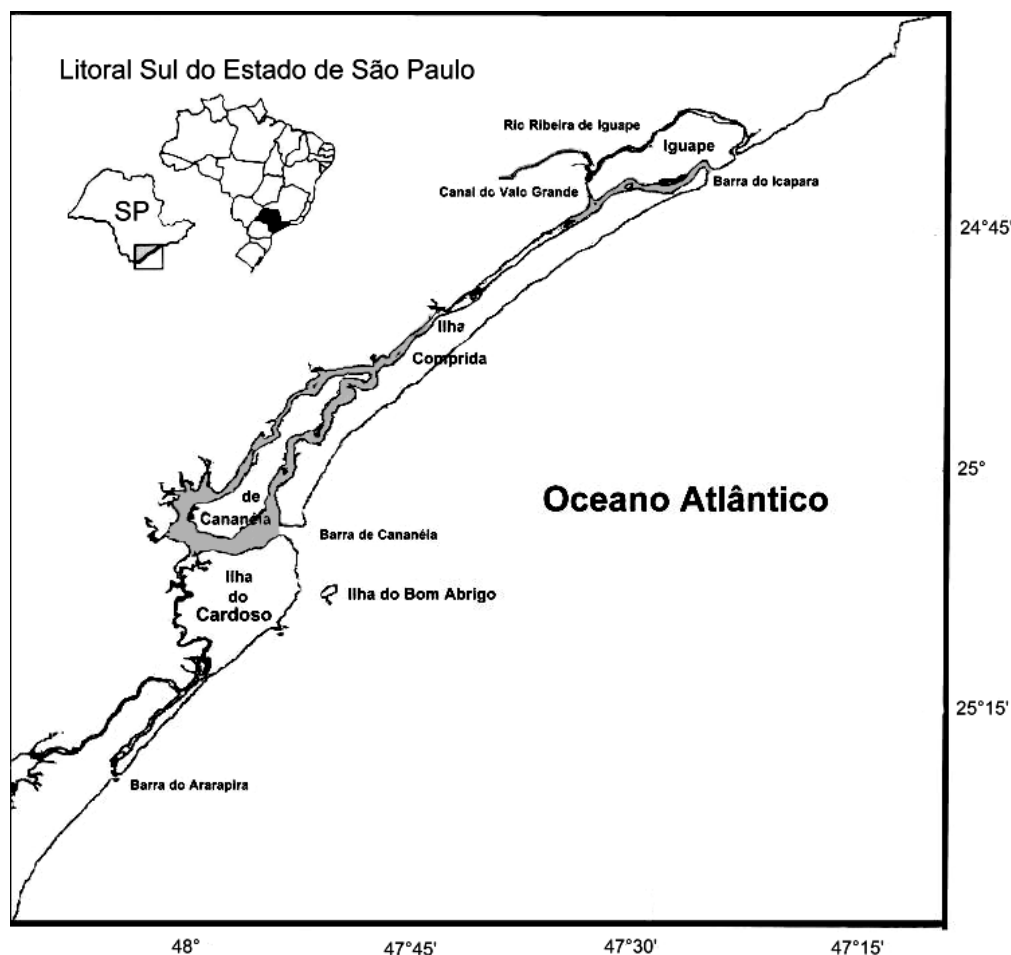 Litoral Sul do Estado de São Paulo
SP
Ric Ribeira de Iguape
Iguape
Canal do Valo Grande
Barra do Icapara
24°45'
Ilha
Comprida
25°
de
Cananéia
Oceano Atlântico
Barra de Cananéia
Ilha
do
Cardoso
Ilha do Bom Abrigo
25°15'
Barra do Ararapira
48°
47°45'
47°30'
47°15'